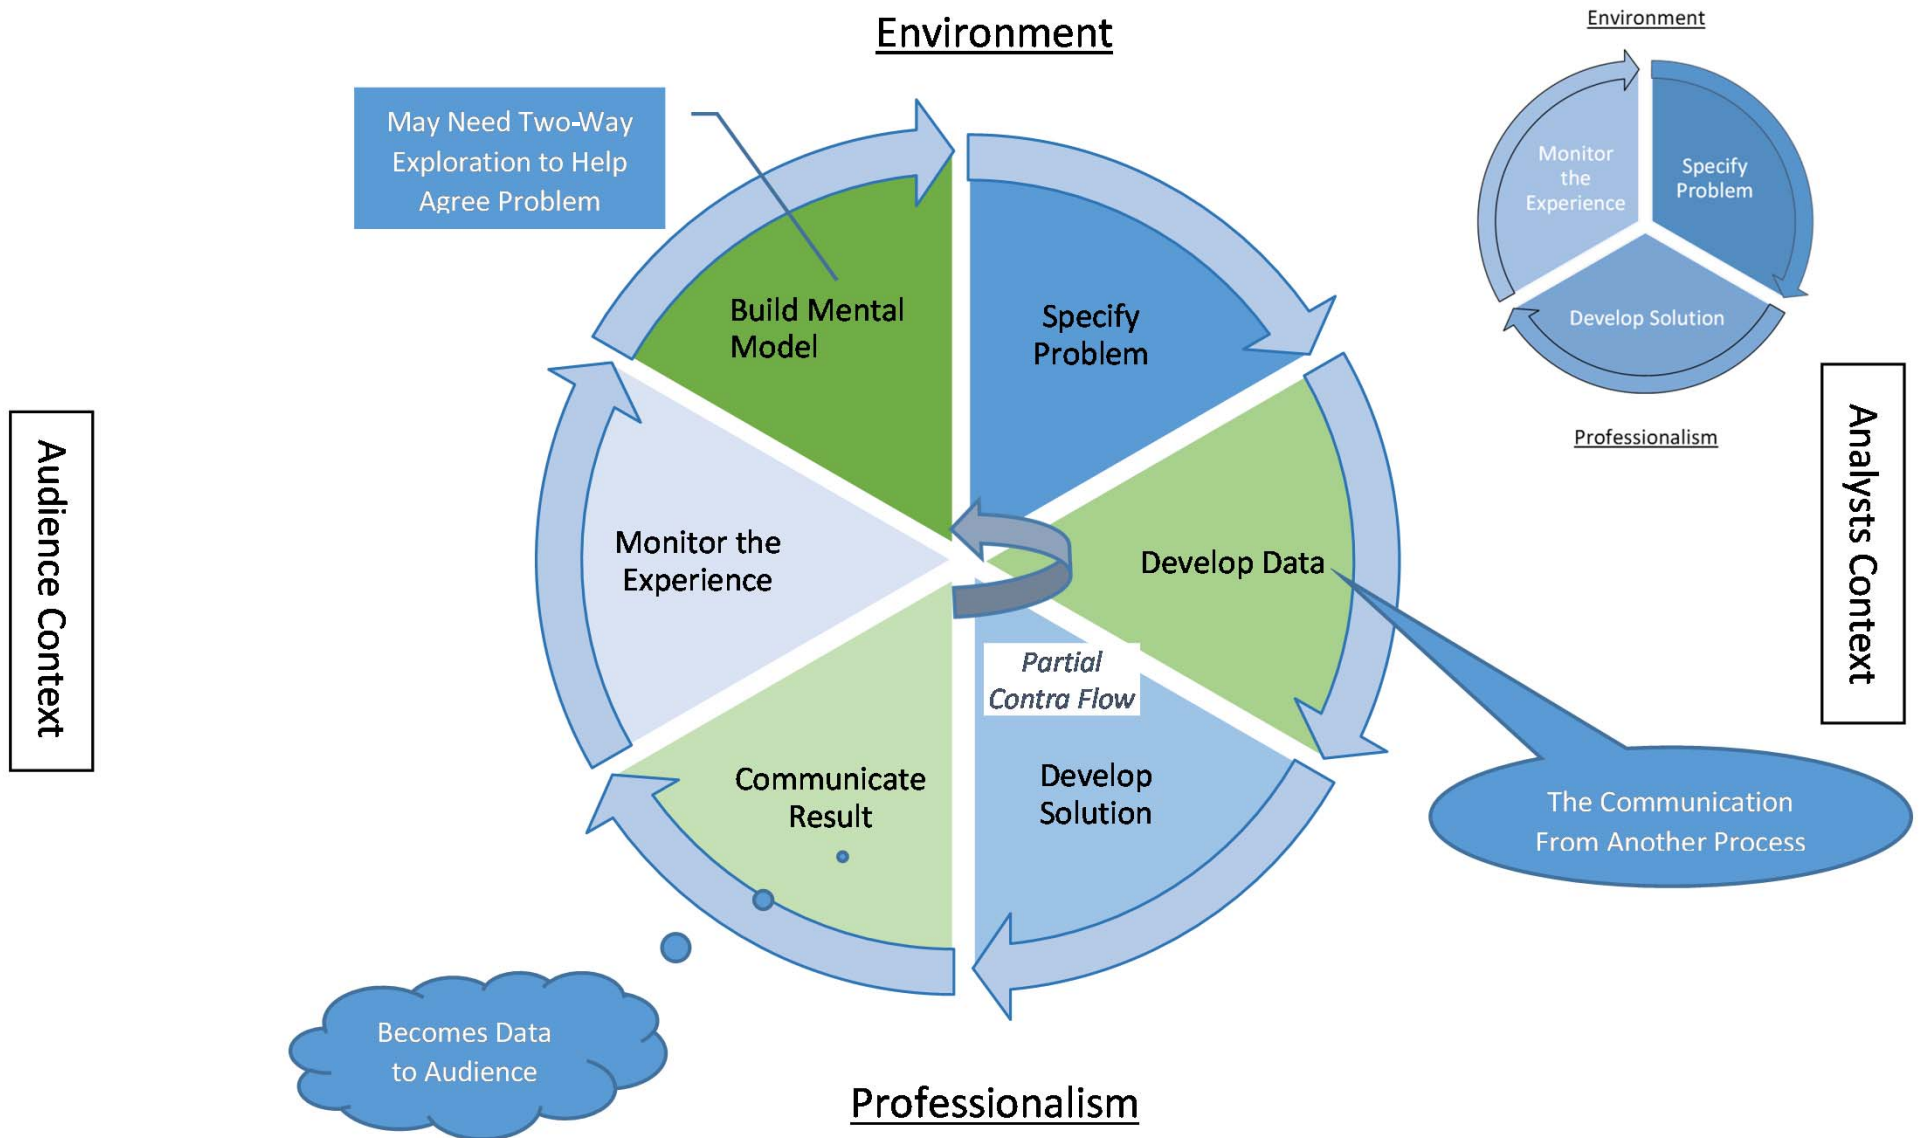 Environment
Environment
May Need Two-Way
Exploration to Help
Agree Problem
Monitor
the
Experience
Specify
Problem
Develop Solution
Professionalism
Build Mental
Model
Specify
Problem
Audience Context
Analysts Context
Monitor the
Experience
Develop Data
Partial
Contra Flow
Communicate
Result
Develop
Solution
The Communication
From Another Process
Becomes Data
to Audience
Professionalism